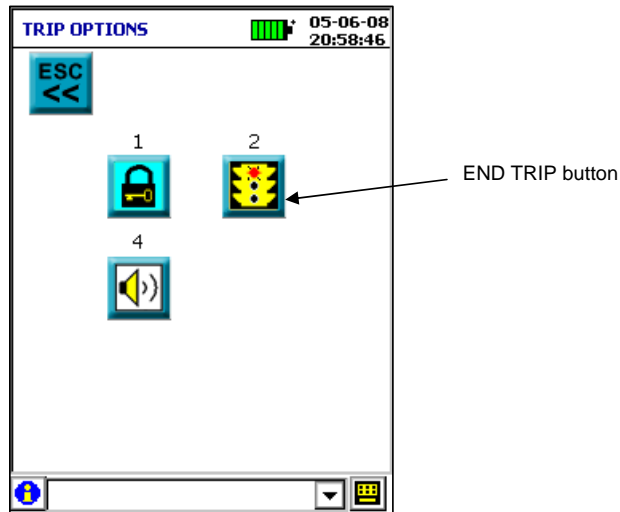 TRIP OPTIONS
05-06-08
20:58:46
ESC
<<
1 2
END TRIP button
4